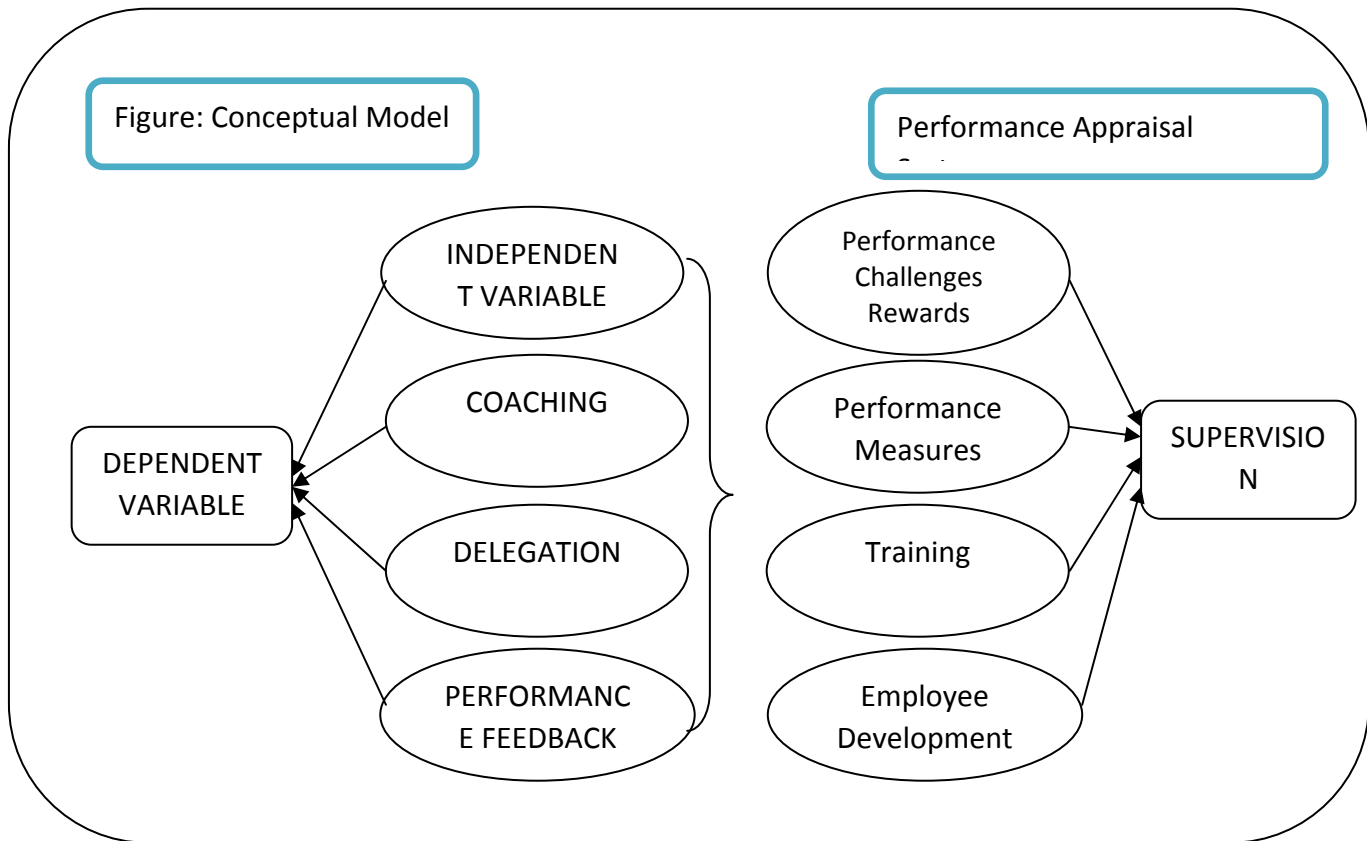 Figure: Conceptual Model
Performance Appraisal
INDEPENDEN
T VARIABLE
COACHING
DELEGATION
PERFORMANC
E FEEDBACK
DEPENDENT
VARIABLE
Performance
Challenges
Rewards
Performance
Measures
Training
Employee
Development
SUPERVISIO
N